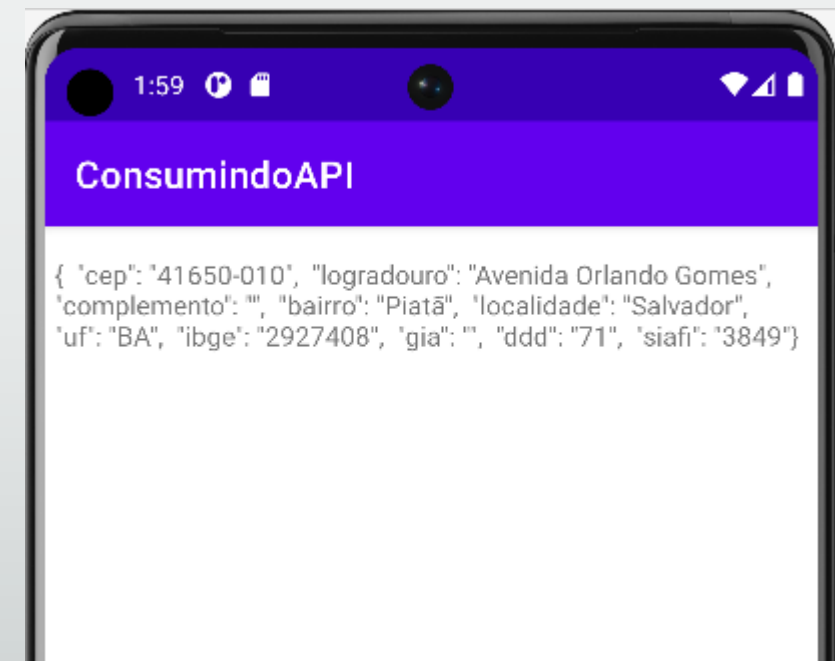 1:59
ConsumindoAPI
{  "cep": "41650-010",  "logradouro": "Avenida Orlando Gomes",
"complemento": "",  "bairro": "Piatã",  "localidade": "Salvador",
"uf": "BA",  "ibge": "2927408",  "gia": "",  "ddd": "71",  "siafi": "3849"}